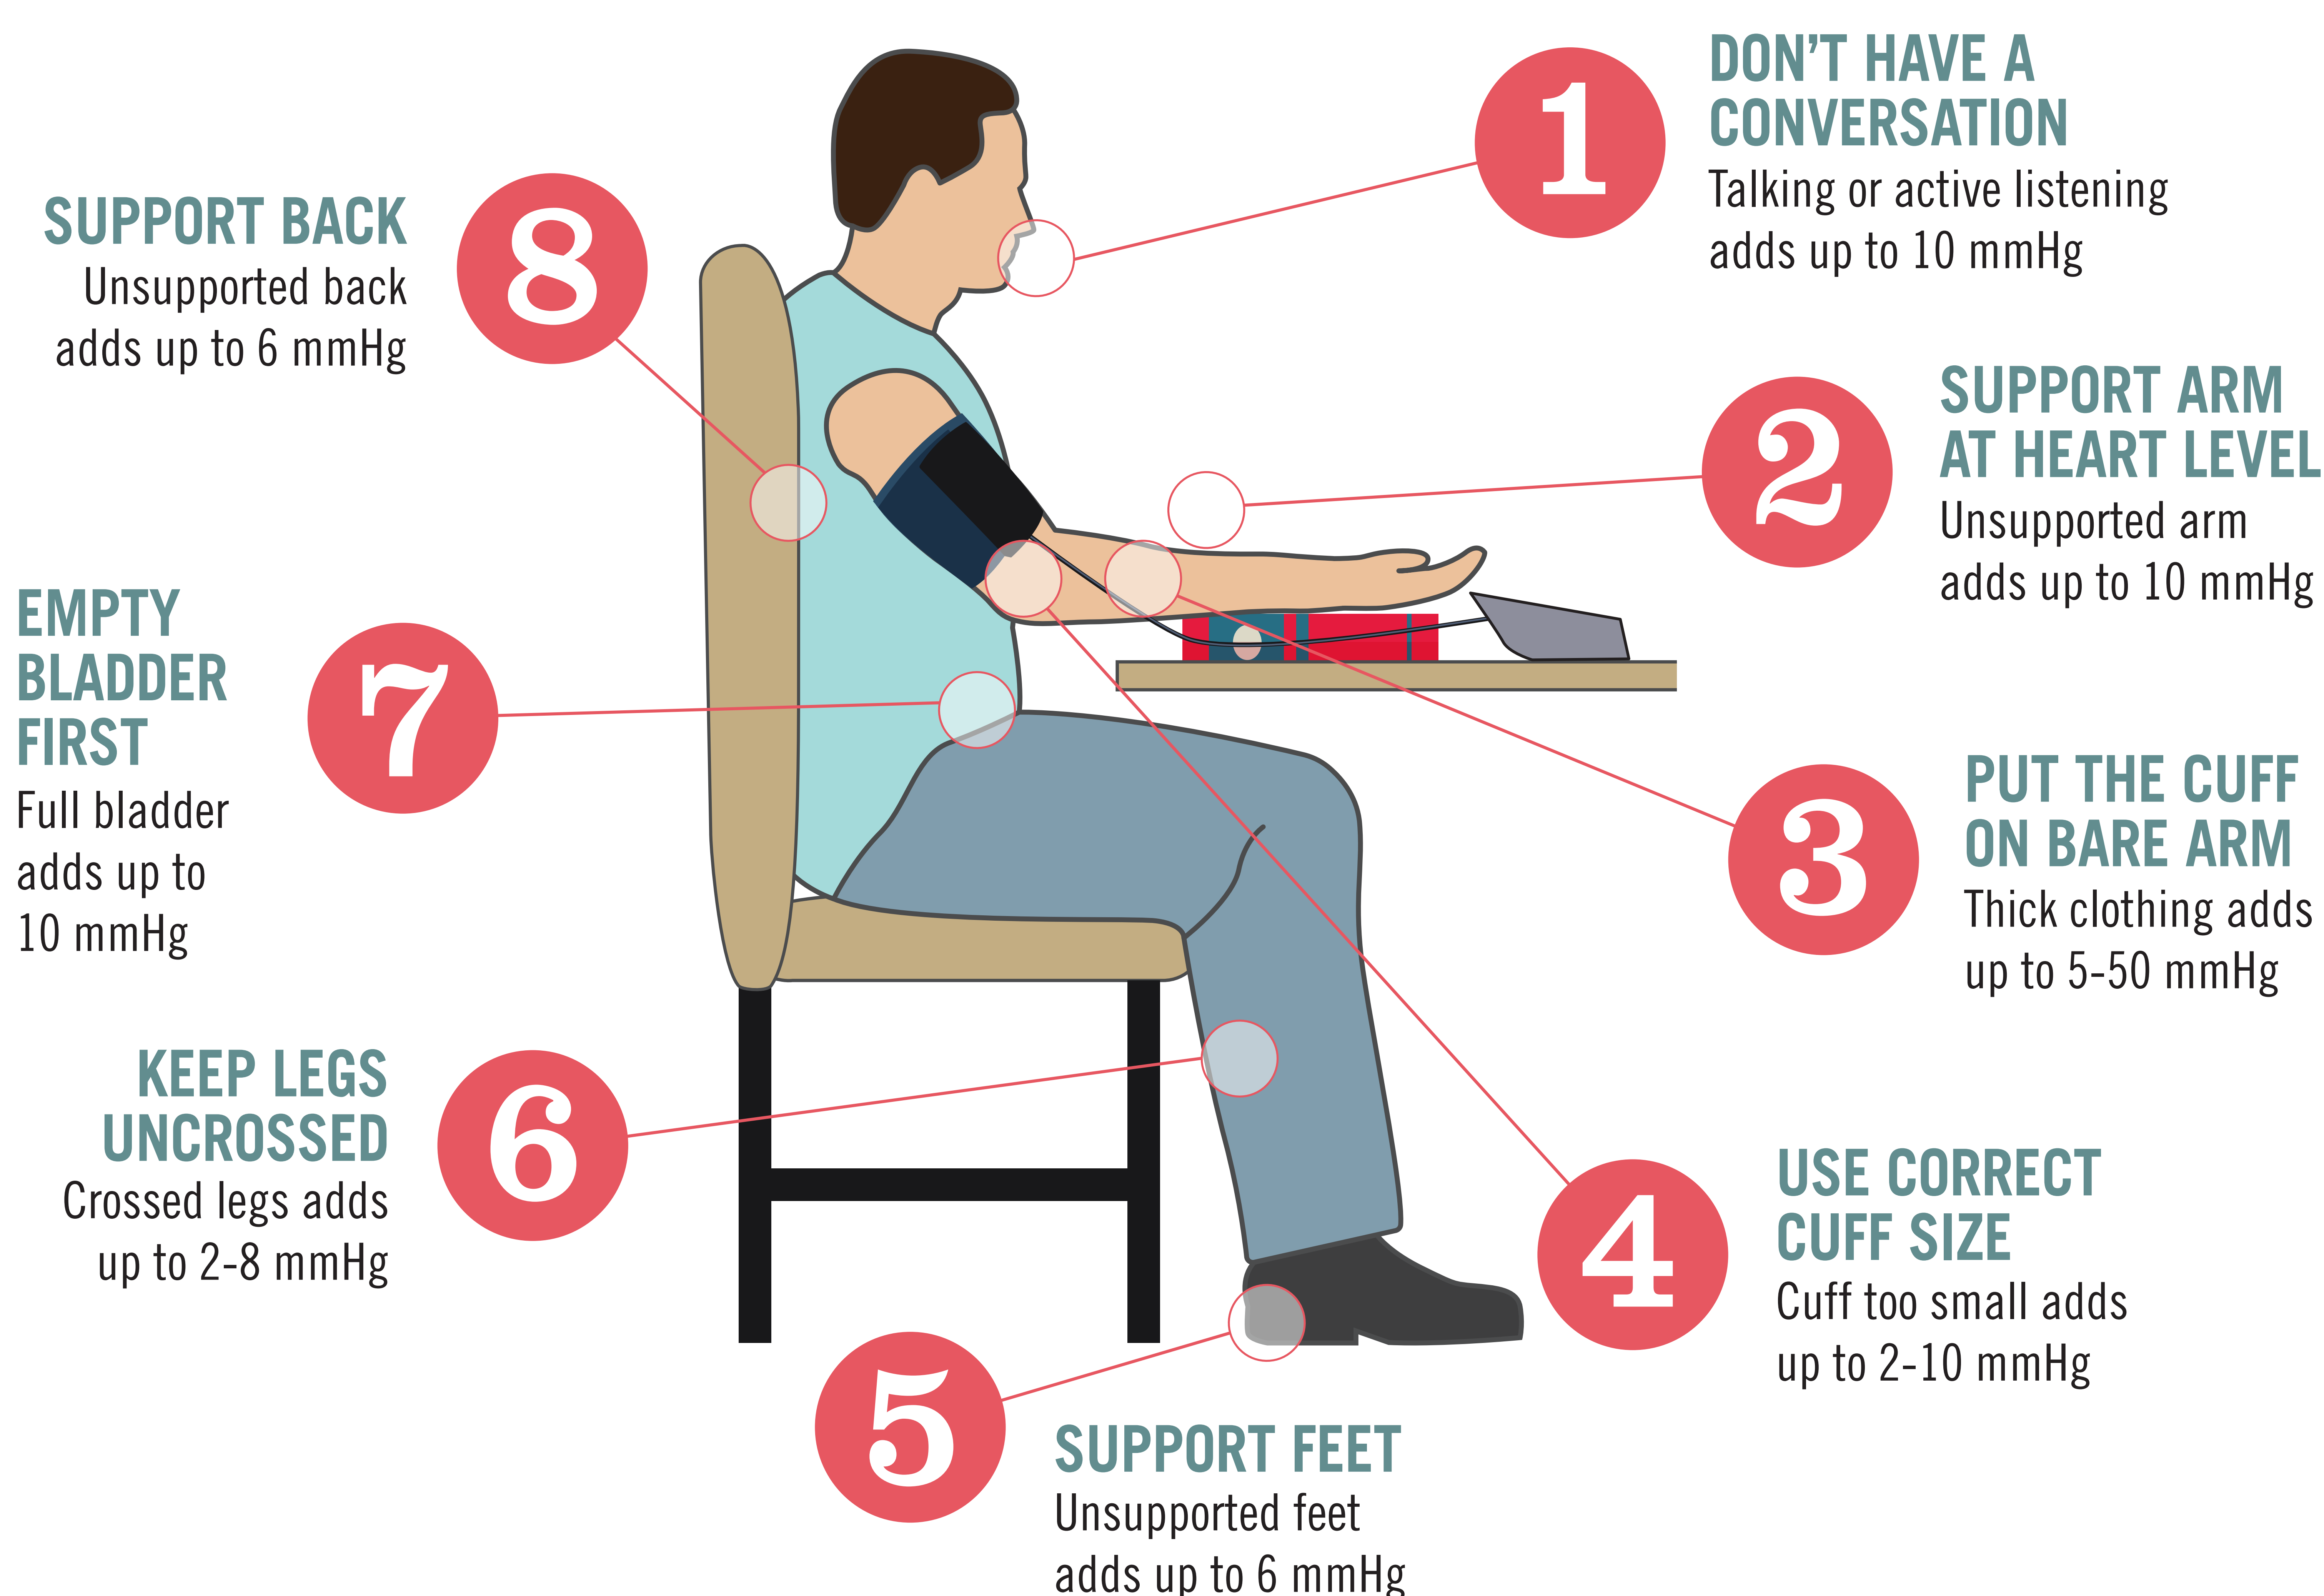 1
DON'T HAVE A
CONVERSATION
Talking or active listening
adds up to 10 mmHg
2
SUPPORT ARM
AT HEART LEVEL
Unsupported arm
adds up to 10 mmHg
3
PUT THE CUFF
ON BARE ARM
Thick clothing adds
up to 5-50 mmHg
4
USE CORRECT
CUFF SIZE
Cuff too small adds
up to 2-10 mmHg
5
SUPPORT FEET
Unsupported feet
adds up to 6 mmHg
6
KEEP LEGS
UNCROSSED
Crossed legs adds
up to 2-8 mmHg
7
EMPTY
BLADDER
FIRST
Full bladder
adds up to
10 mmHg
8
SUPPORT BACK
Unsupported back
adds up to 6 mmHg